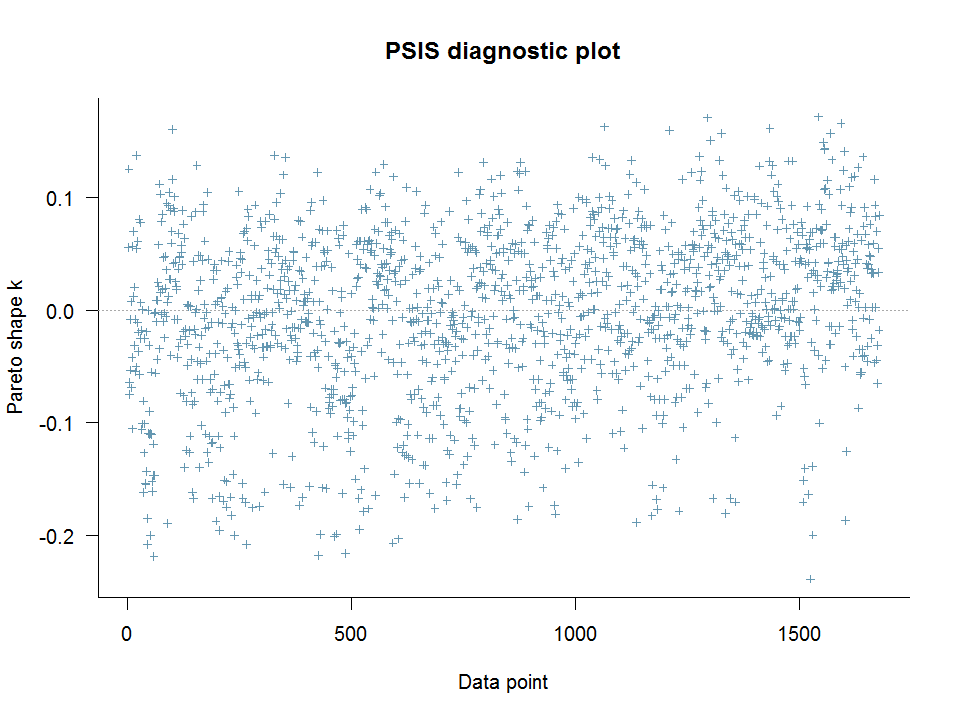 PSIS diagnostic plot
Pareto shape k
0.1
0.0
-0.1
-0.2
0
500
1000
1500
Data point